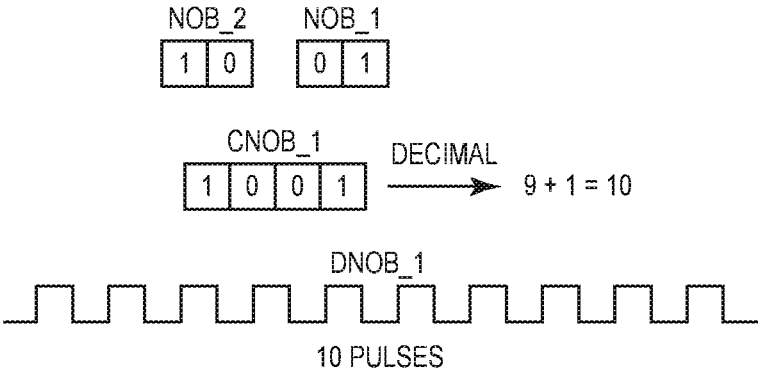 NOB_2 NOB_1
1 0 0 1
CNOB_1
1 0 0 1 DECIMAL 9 + 1 = 10
DNOB_1
10 PULSES